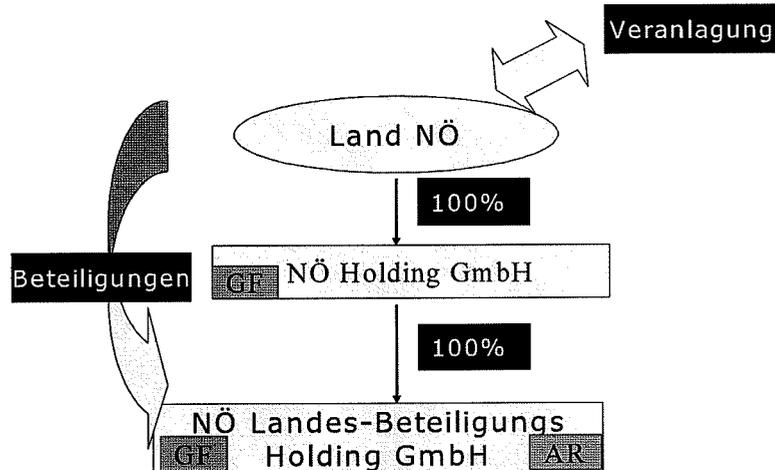 Veranlagung
Land NÖ
100%
Beteiligungen
GF NÖ Holding GmbH
100%
NÖ Landes-Beteiligungs
GF Holding GmbH AR